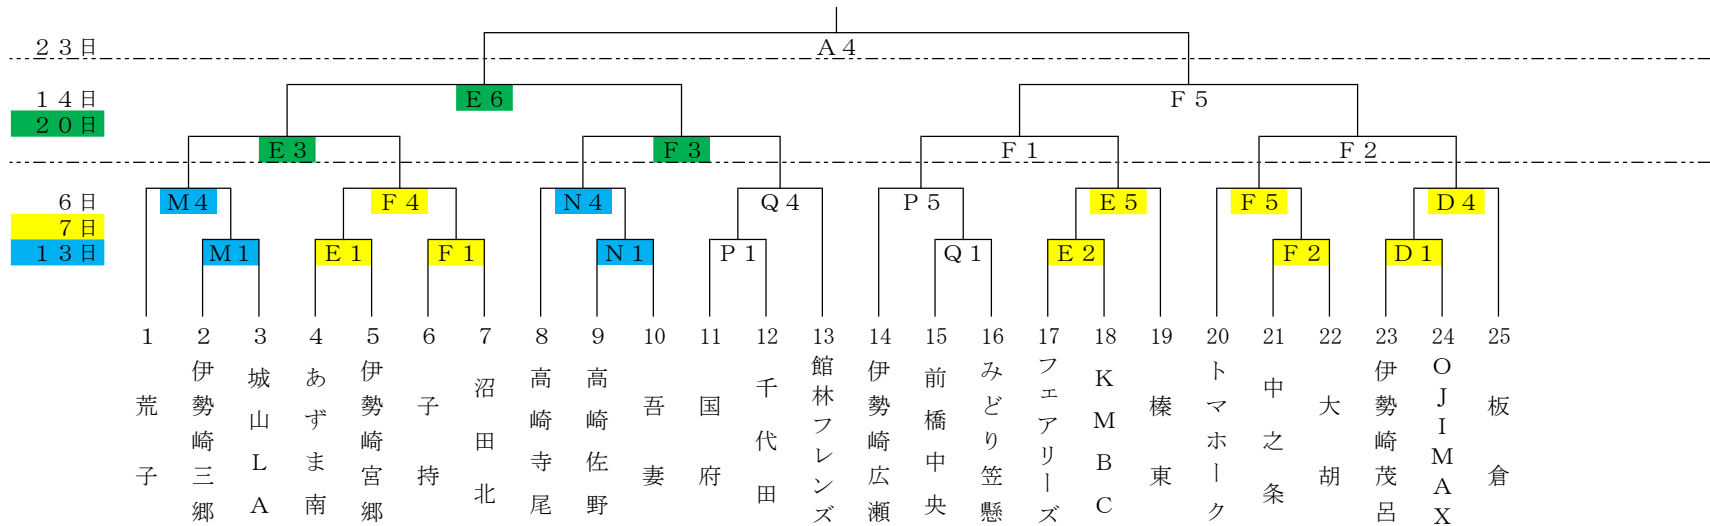 ２３日
A４
１４日
E６
F５
２０日
E３
F３
F１
F２
６日
M４
F４
N４
Q４
P５
E５
F５
D４
７日
１３日
M１
E１
F１
N１
P１
Q１
E２
F２
D１
1 2 3 4 5 6 7 8 9 10 11 12 13 14 15 16 17 18 19 20 21 22 23 24 25
荒子
伊勢崎三郷
城山LA
あずま南
伊勢崎宮郷
子持
沼田北
高崎寺尾
高崎佐野
吾妻
国府
千代田
館林フレンズ
伊勢崎広瀬
前橋中央
みどり笠懸
フェアリーズ
KMBC
榛東
トマホーク
中之条
大胡
伊勢崎茂呂
OJIMAX
板倉